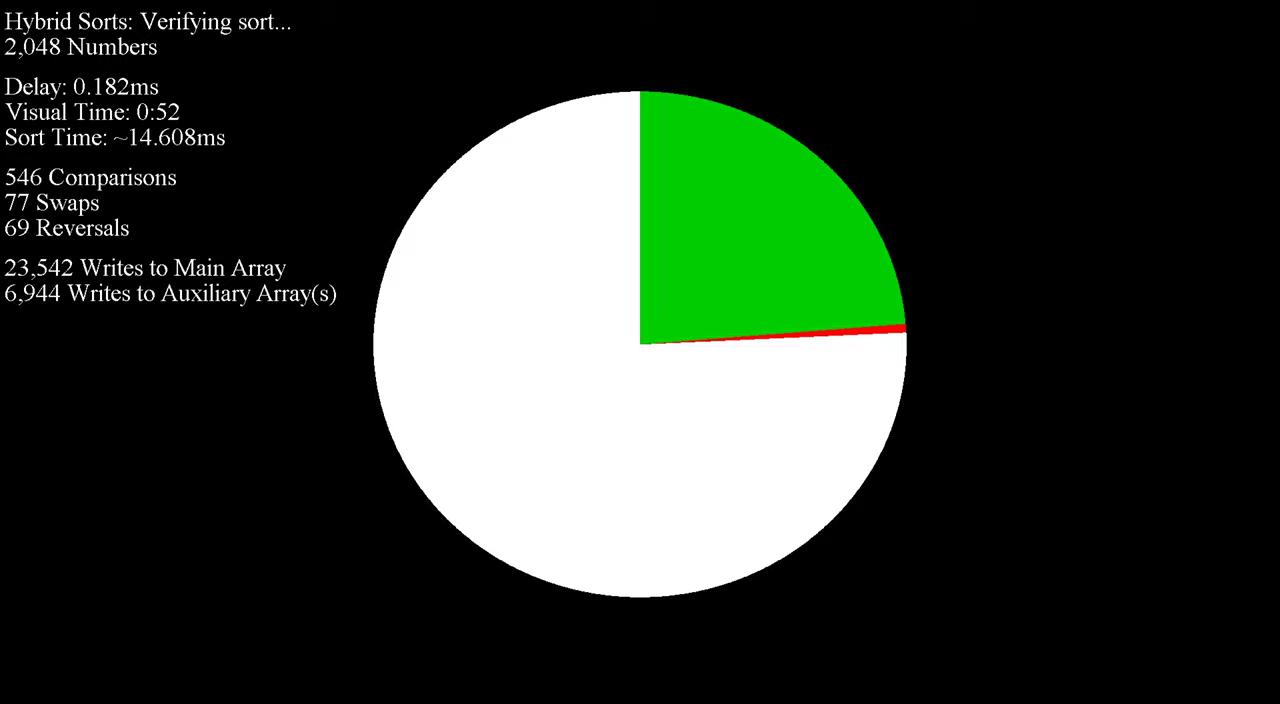 Hybrid Sorts: Verifying sort...
2,048 Numbers
Delay: 0.182ms
Visual Time: 0:52
Sort Time: ~14.608ms
546 Comparisons
77 Swaps
69 Reversals
23,542 Writes to Main Array
6,944 Writes to Auxiliary Array(s)